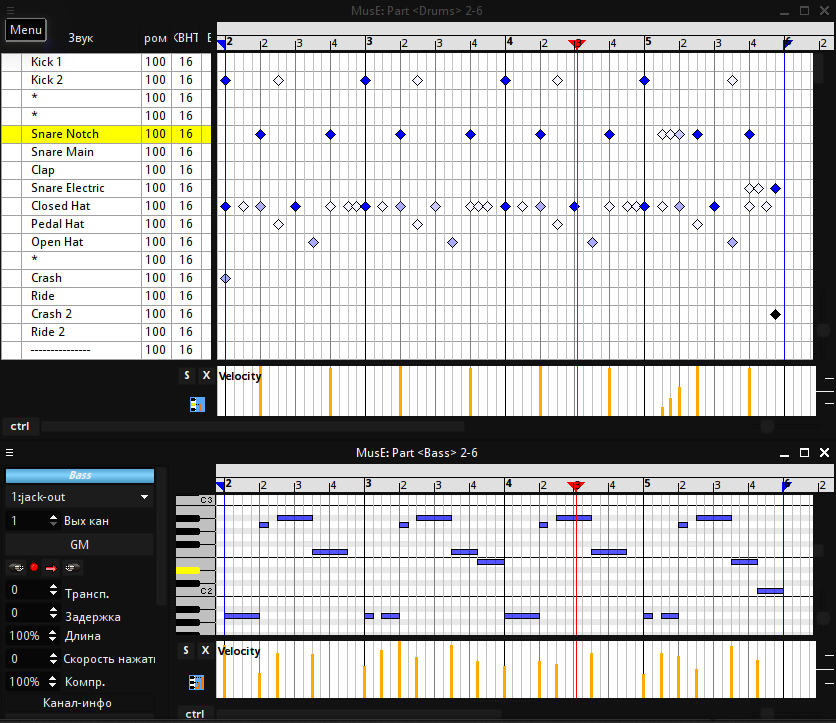 MusE: Part <Drums> 2-6
Menu
Звук ром КВНТ E
2 2 3 2 3 2 3 2 3 4 2 3 5 2 3 6 2
Kick 1 100 16
Kick 2 100 16
* 100 16
* 100 16
Snare Notch 100 16
Snare Main 100 16
Clap 100 16
Snare Electric 100 16
Closed Hat 100 16
Pedal Hat 100 16
Open Hat 100 16
* 100 16
Crash 100 16
Ride 100 16
Crash 2 100 16
Ride 2 100 16
--------------- 100 16
S X Velocity
ctrl
MusE: Part <Bass> 2-6
Bass
1:jack-out
1 Вых кан
GM
0 Трансп.
0 Задержка
100% Длина
0 Скорость нажати
100% Компр.
Канал-инфо
2 2 3 4 3 2 3 4 4 2 3 4 5 2 3 4 6 2
C3
C2
S X Velocity
ctrl